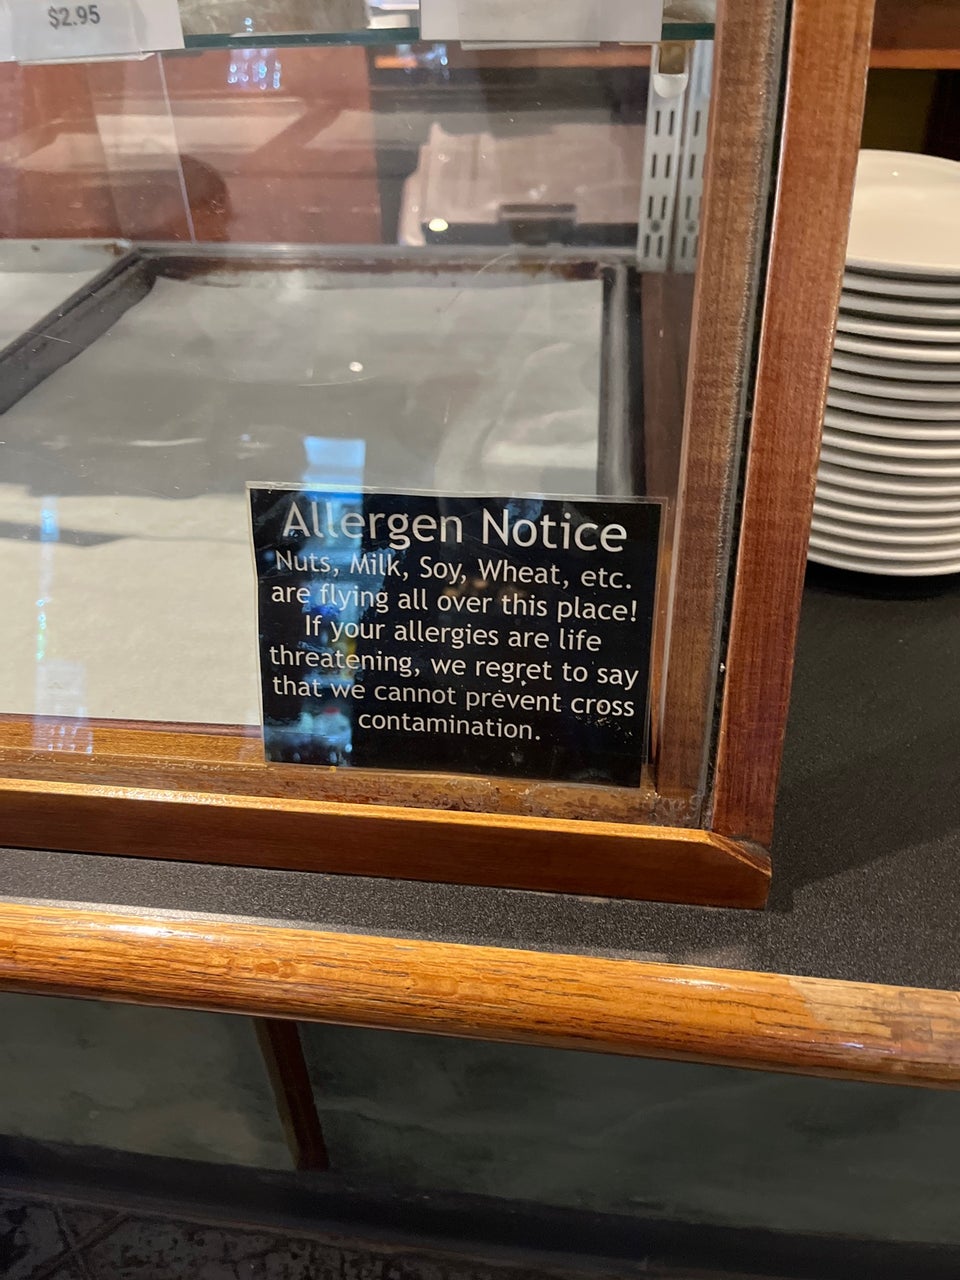 $2.95
Allergen Notice
Nuts, Milk, Soy, Wheat, etc.
are flying all over this place!
If your allergies are life
threatening, we regret to say
that we cannot prevent cross
contamination.